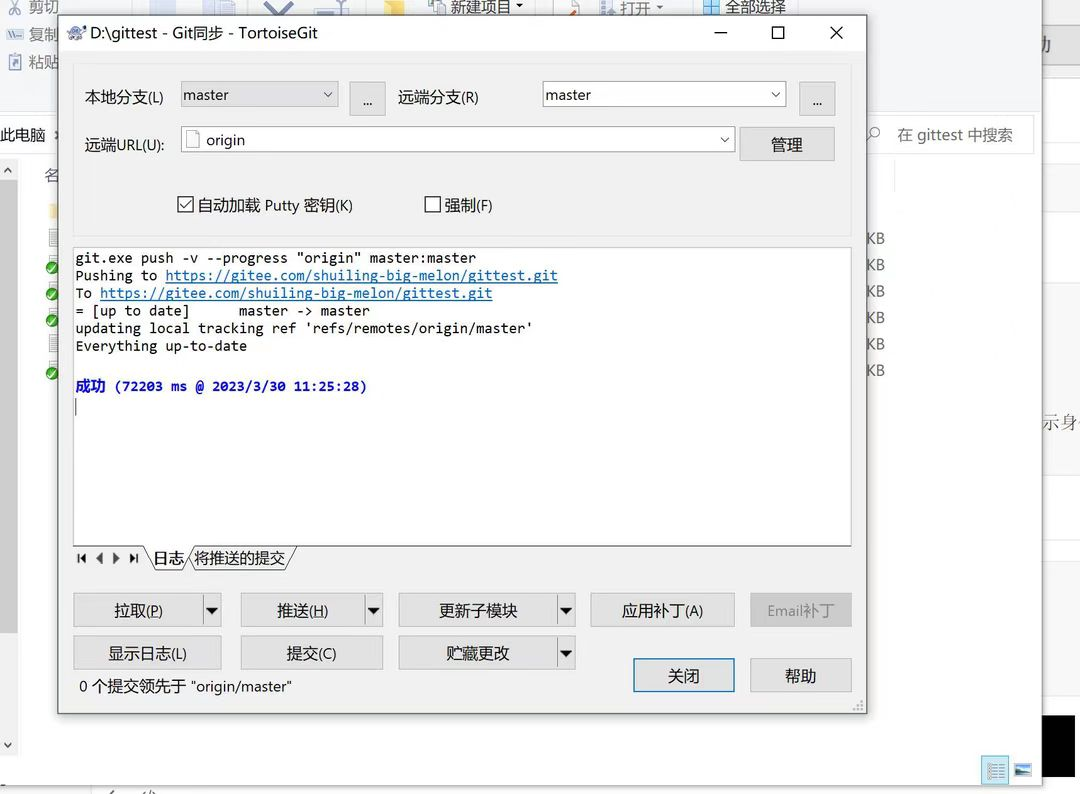 剪切
新建项目
打开
全部选择
复制
粘贴
D:\gittest - Git同步 - TortoiseGit
本地分支(L)
master
...
远端分支(R)
master
...
此电脑
在 gittest 中搜索
远端URL(U):
origin
管理
名
自动加载 Putty 密钥(K)
强制(F)
KB
KB
KB
KB
KB
KB
git.exe push -v --progress "origin" master:master
Pushing to https://gitee.com/shuiling-big-melon/gittest.git
To https://gitee.com/shuiling-big-melon/gittest.git
= [up to date]      master -> master
updating local tracking ref 'refs/remotes/origin/master'
Everything up-to-date
成功 (72203 ms @ 2023/3/30 11:25:28)
示身
日志
将推送的提交
拉取(P)
推送(H)
更新子模块
应用补丁(A)
Email补丁
显示日志(L)
提交(C)
贮藏更改
关闭
帮助
0 个提交领先于 "origin/master"